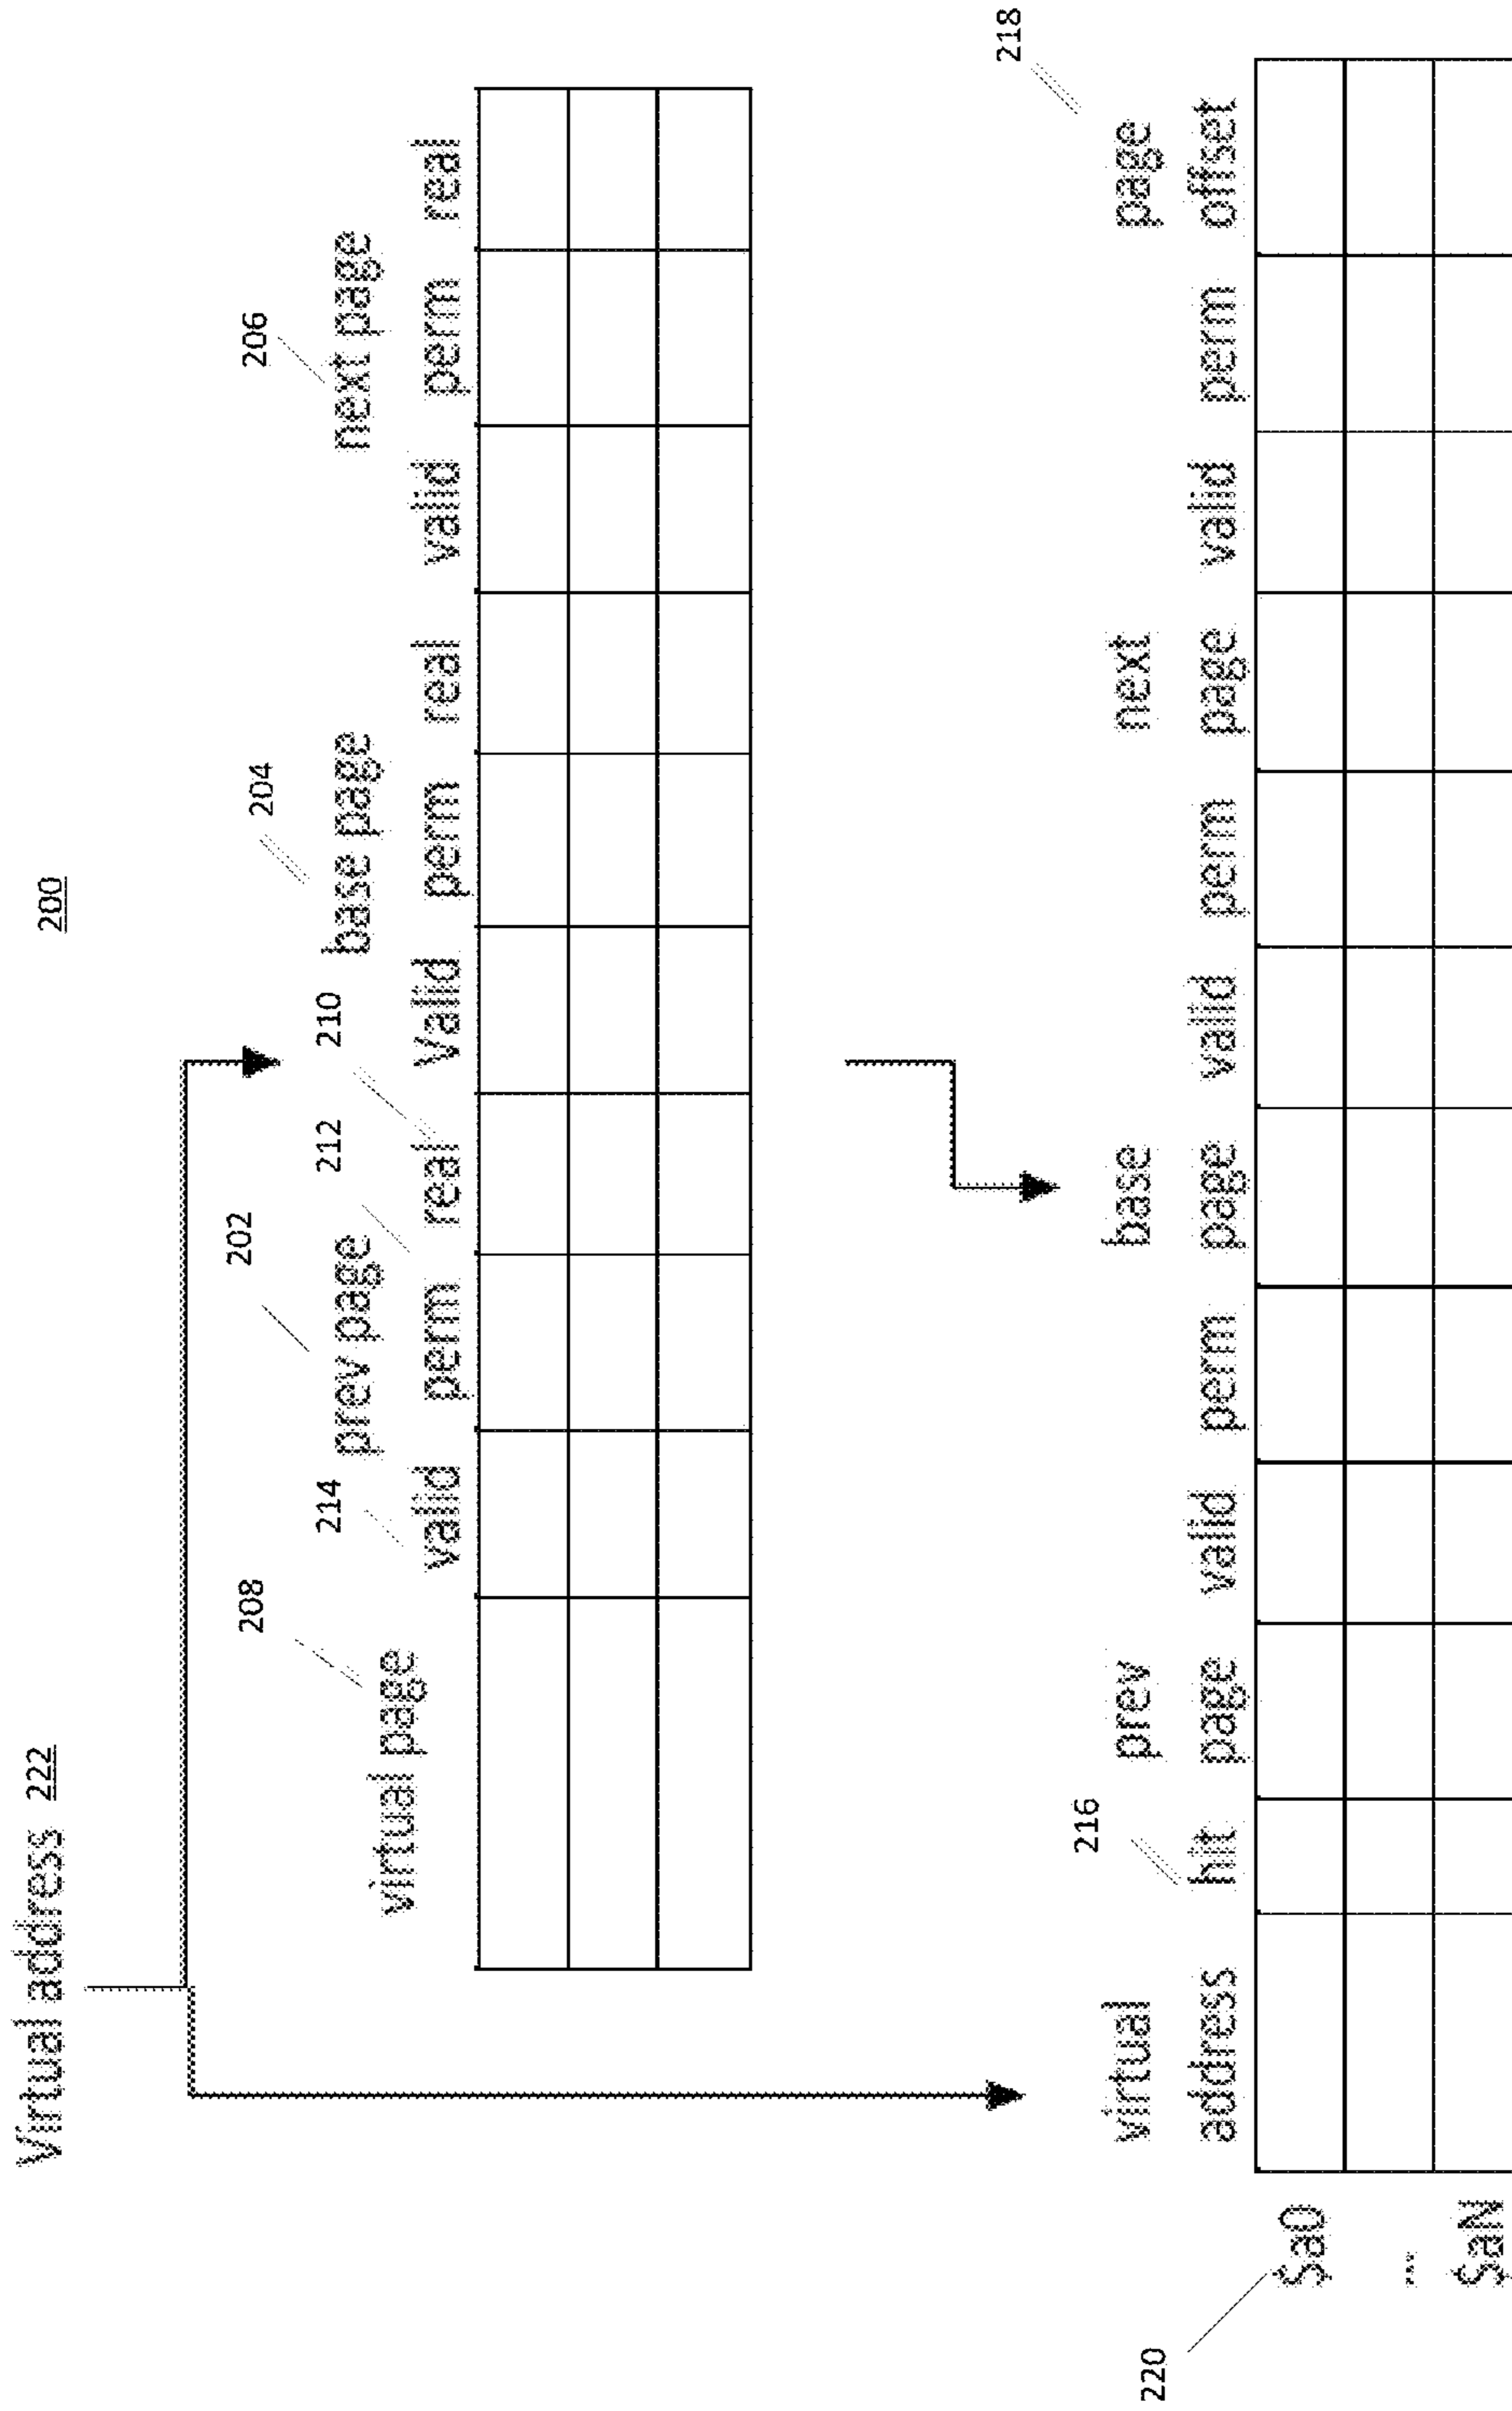 200
Virtual address 222
202
204
206
208
214
212
210
prev page
base page
next page
virtual page
valid perm real Valid perm real valid perm real
216
218
virtual prev base next page
address hit page valid perm page valid perm page valid perm offset
220
$a0
...
$aN